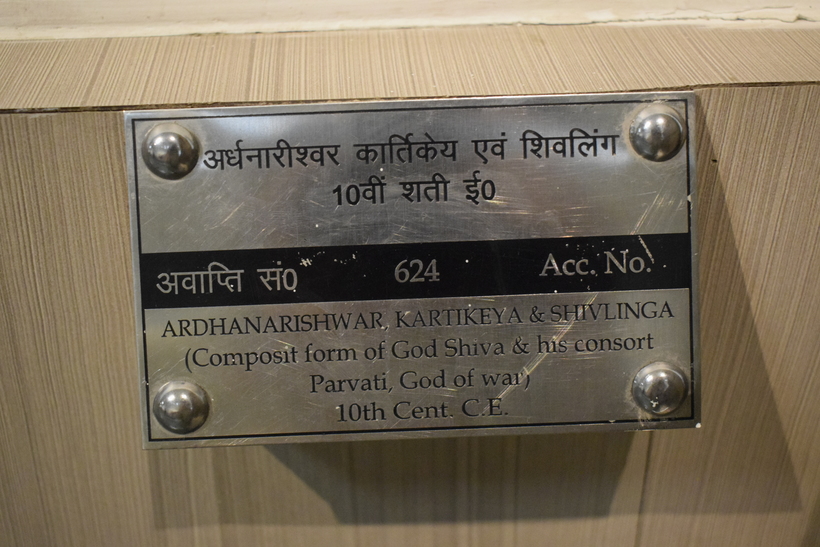 अर्धनारीश्वर कार्तिकेय एवं शिवलिंग
10वीं शती ई0
अवाप्ति सं0 624 Acc. No.
ARDHANARISHWAR, KARTIKEYA & SHIVLINGA
(Composit form of God Shiva & his consort
Parvati, God of war)
10th Cent. C.E.